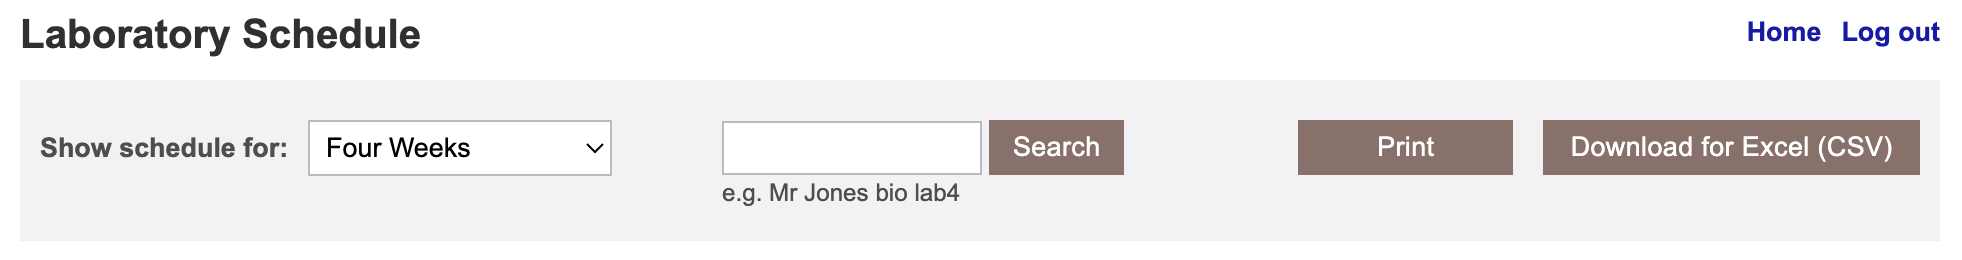 Laboratory Schedule
Home Log out
Show schedule for: Four Weeks Search Print Download for Excel (CSV)
e.g. Mr Jones bio lab4